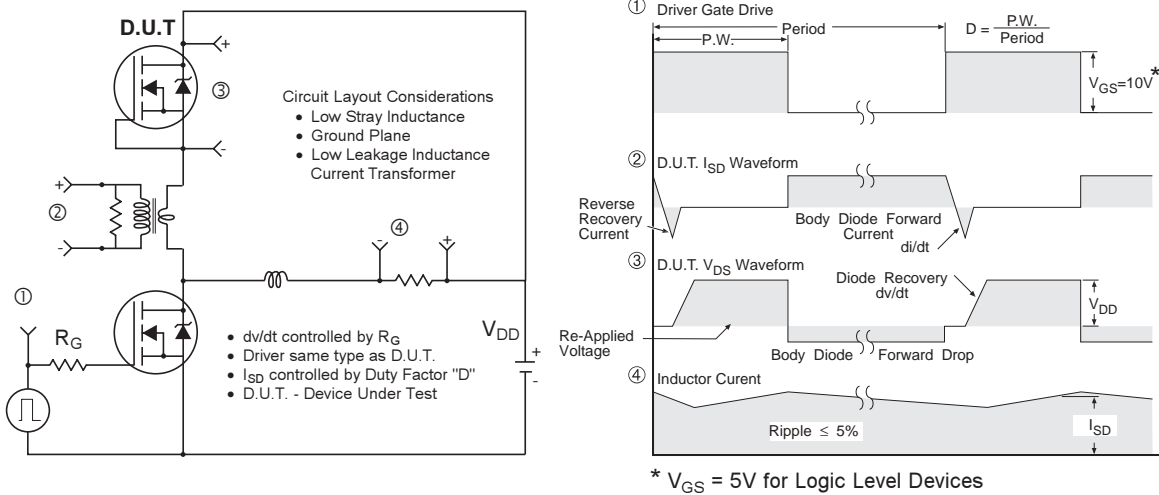 D.U.T
+
③
-
Circuit Layout Considerations
• Low Stray Inductance
• Ground Plane
• Low Leakage Inductance
Current Transformer
+
②
-
-
④
+
①
R_G
• dv/dt controlled by R_G
• Driver same type as D.U.T.
• I_SD controlled by Duty Factor "D"
• D.U.T. - Device Under Test
V_DD
+
-
① Driver Gate Drive
P.W.
Period
D = P.W. / Period
V_GS=10V*
② D.U.T. I_SD Waveform
Reverse
Recovery
Current
Body Diode Forward
Current
di/dt
③ D.U.T. V_DS Waveform
Diode Recovery
dv/dt
V_DD
Re-Applied
Voltage
Body Diode Forward Drop
④ Inductor Curent
Ripple ≤ 5%
I_SD
* V_GS = 5V for Logic Level Devices